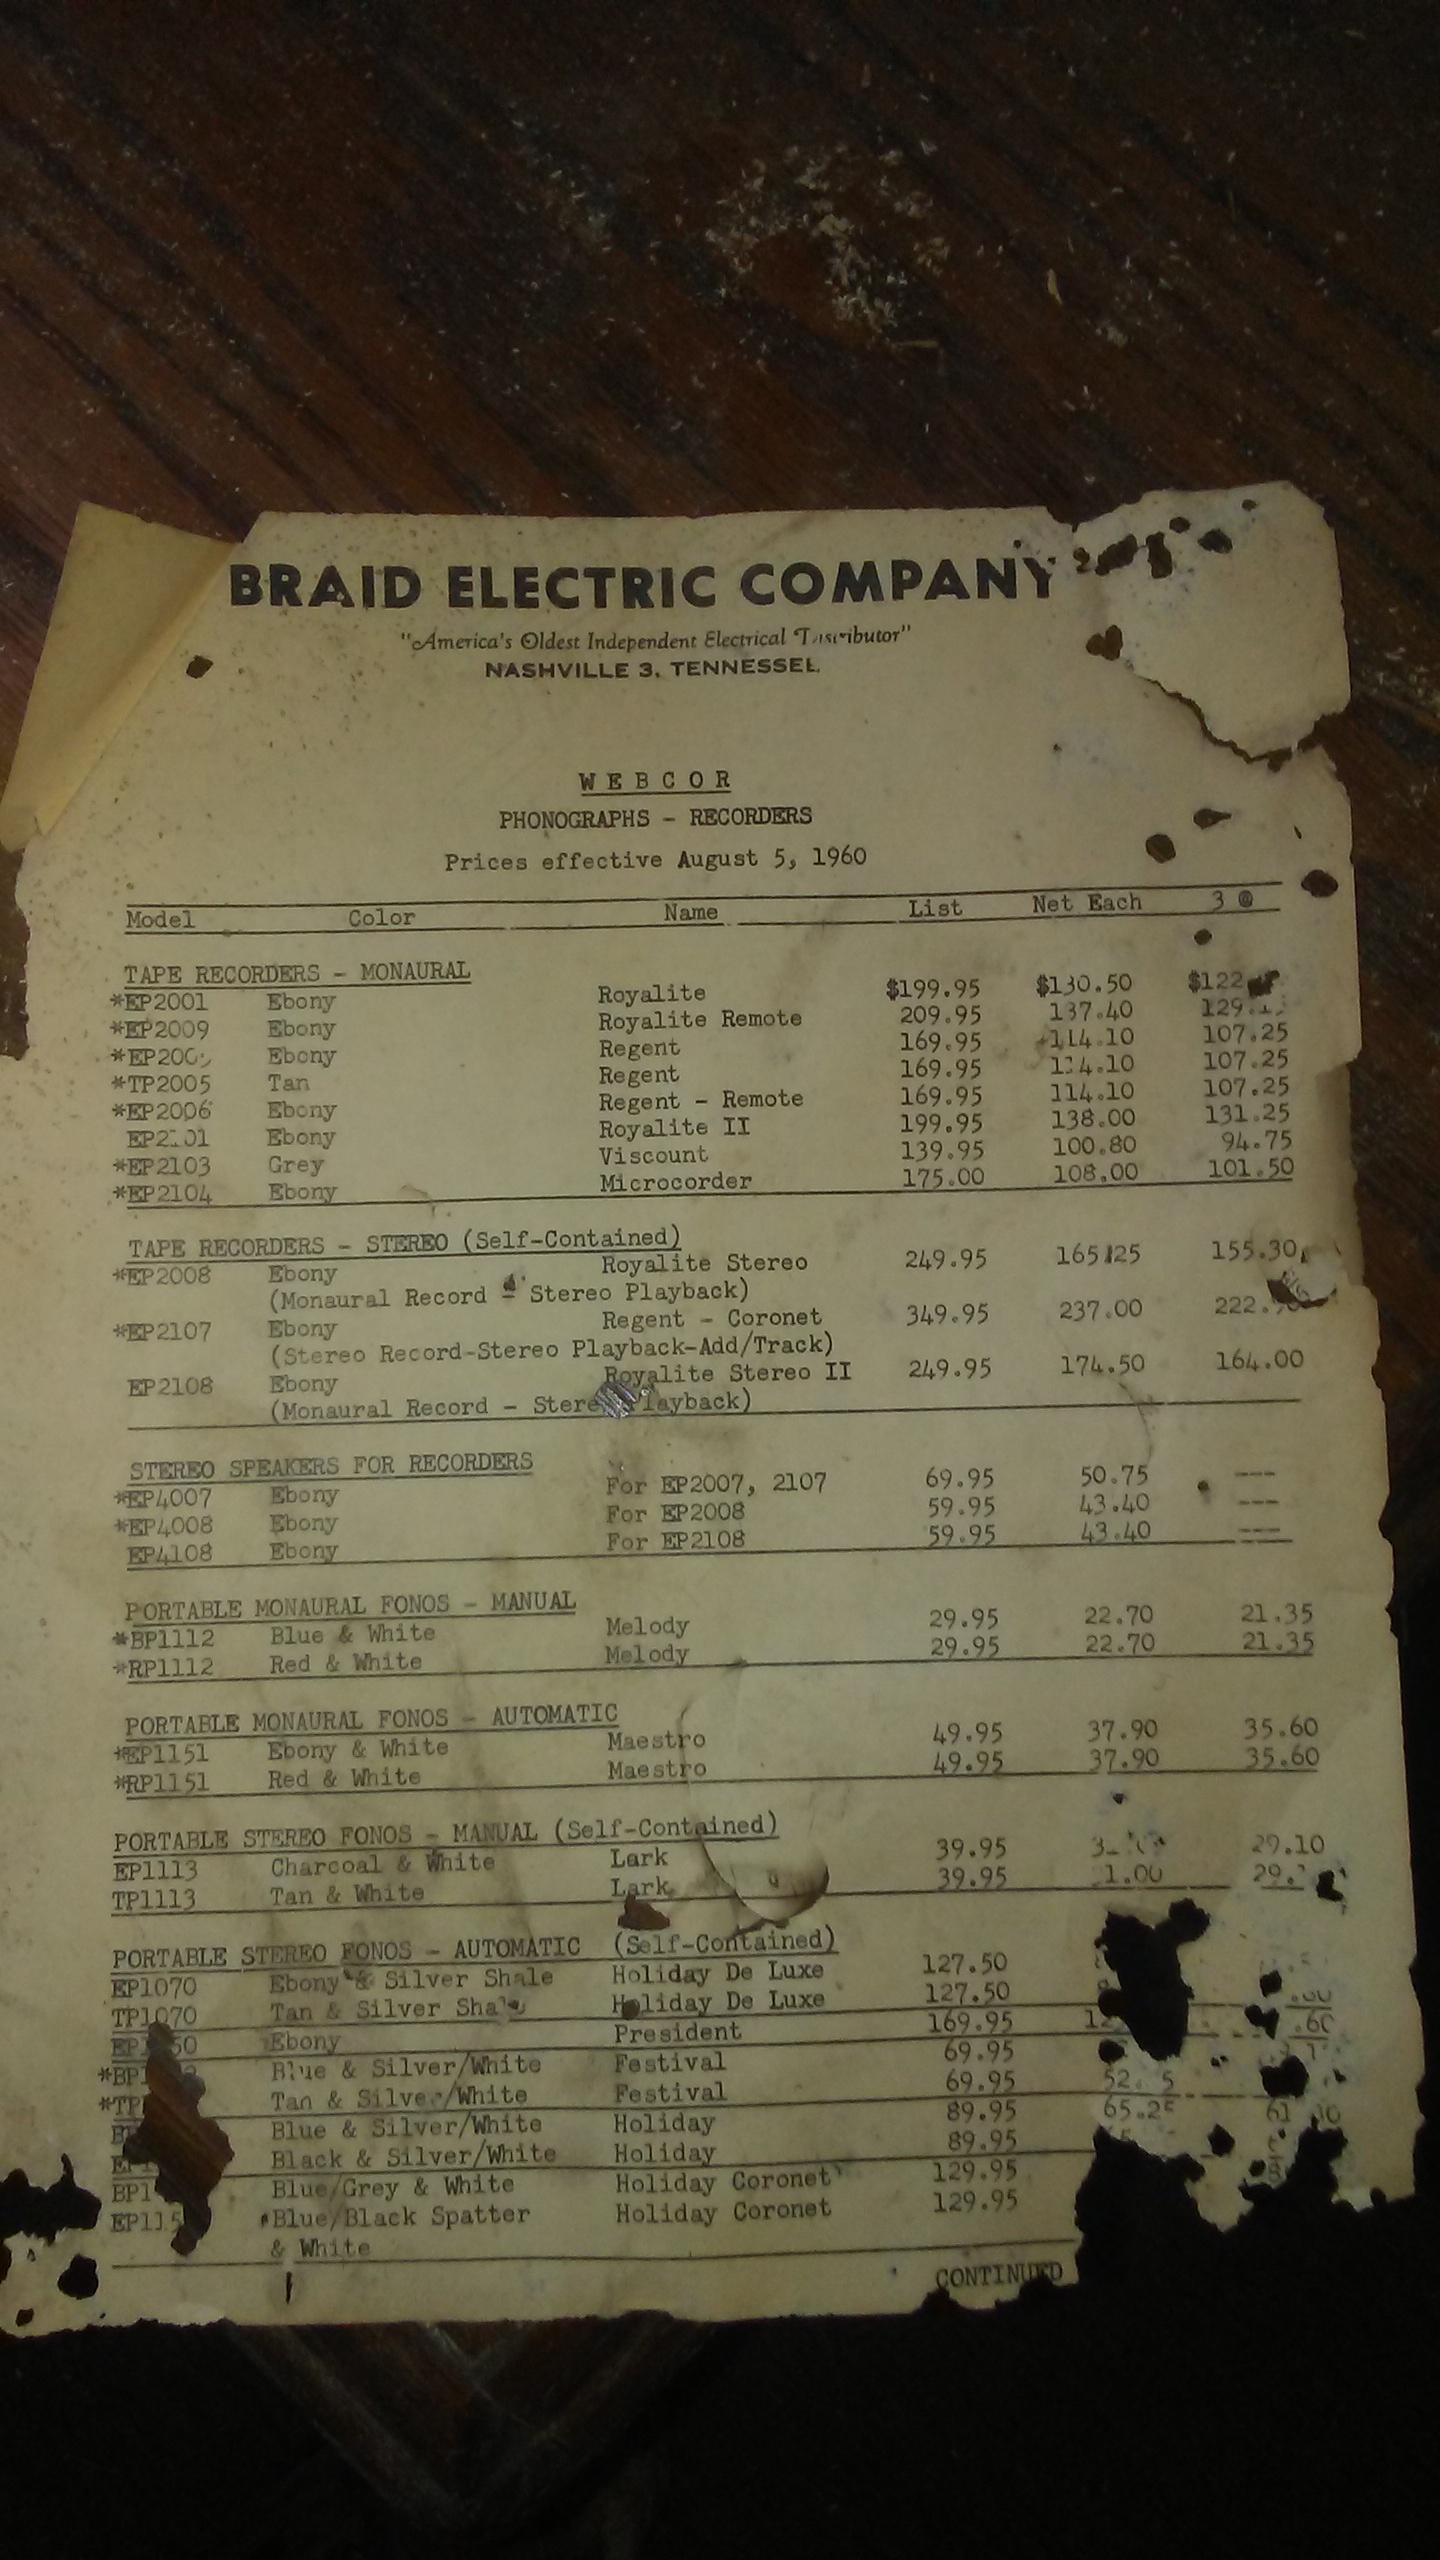 BRAID ELECTRIC COMPANY
"America's Oldest Independent Electrical
NASHVILLE 3, TENNESSEE
WEBCOR
PHONOGRAPHS - RECORDERS
Prices effective August 5, 1960
Model Color Name List Net Each 3 @
TAPE RECORDERS - MONAURAL
*EP2001 Ebony Royalite $199.95 $130.50
*EP2009 Ebony Royalite Remote 209.95 137.40
Ebony Regent 169.95 114.10 107.25
*TP2005 Tan Regent 169.95 114.10 107.25
*EP2006 Ebony Regent - Remote 169.95 114.10 107.25
EP2101 Ebony Royalite II 199.95 138.00 131.25
*EP2103 Grey Viscount 139.95 100.80 94.75
*EP2104 Ebony Microcorder 175.00 108.00 101.50
TAPE RECORDERS - STEREO (Self-Contained)
*EP2008 Ebony Royalite Stereo 249.95 165.25 155.30
(Monaural Record - Stereo Playback)
*EP2107 Ebony Regent - Coronet 349.95 237.00
(Stereo Record-Stereo Playback-Add/Track)
EP2108 Ebony Royalite Stereo II 249.95 174.50 164.00
(Monaural Record - Stereo Playback)
STEREO SPEAKERS FOR RECORDERS
*EP4007 Ebony For EP2007, 2107 69.95 50.75 ---
*EP4008 Ebony For EP2008 59.95 43.40 ---
EP4108 Ebony For EP2108 59.95 43.40 ---
PORTABLE MONAURAL FONOS - MANUAL
*BP1112 Blue & White Melody 29.95 22.70 21.35
*RP1112 Red & White Melody 29.95 22.70 21.35
PORTABLE MONAURAL FONOS - AUTOMATIC
*EP1151 Ebony & White Maestro 49.95 37.90 35.60
*RP1151 Red & White Maestro 49.95 37.90 35.60
PORTABLE STEREO FONOS - MANUAL (Self-Contained)
EP1113 Charcoal & White Lark 39.95 29.10
TP1113 Tan & White Lark 39.95
PORTABLE STEREO FONOS - AUTOMATIC (Self-Contained)
EP1070 Ebony & Silver Shale Holiday De Luxe 127.50
TP1070 Tan & Silver Shale Holiday De Luxe 127.50
Ebony President 169.95
Blue & Silver/White Festival 69.95
Tan & Silver/White Festival 69.95
Blue & Silver/White Holiday 89.95 65.25
Black & Silver/White Holiday 89.95
Blue/Grey & White Holiday Coronet 129.95
Blue/Black Spatter Holiday Coronet 129.95
& White
CONTINUED